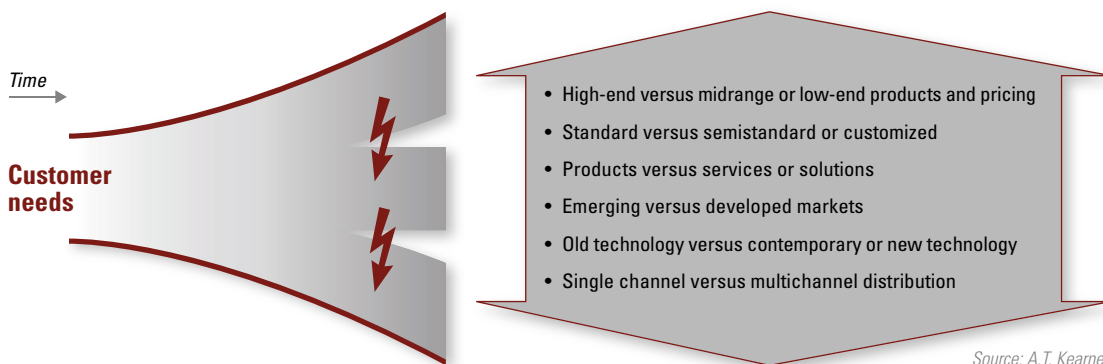 Time
Customer
needs
• High-end versus midrange or low-end products and pricing
• Standard versus semistandard or customized
• Products versus services or solutions
• Emerging versus developed markets
• Old technology versus contemporary or new technology
• Single channel versus multichannel distribution
Source: A.T. Kearne